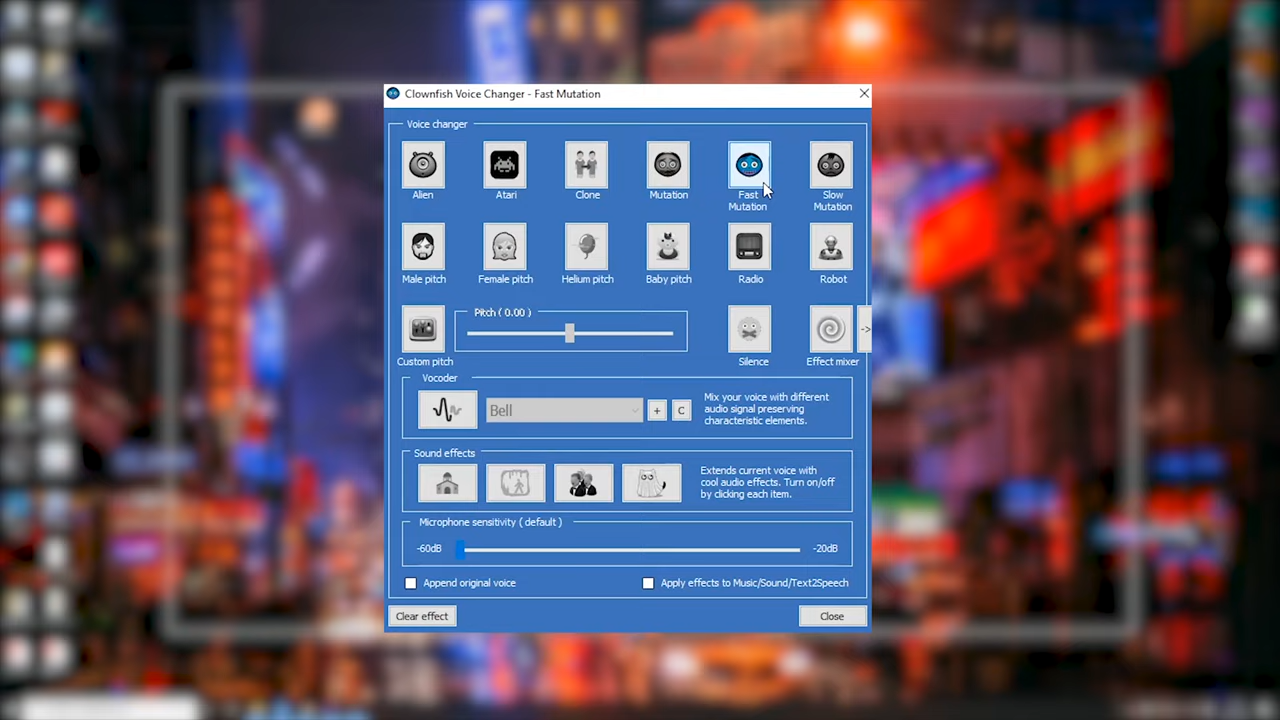 Clownfish Voice Changer - Fast Mutation
Voice changer
Alien
Atari
Clone
Mutation
Fast
Mutation
Slow
Mutation
Male pitch
Female pitch
Helium pitch
Baby pitch
Radio
Robot
Custom pitch
Pitch ( 0.00 )
Silence
Effect mixer
->
Vocoder
Bell
+
C
Mix your voice with different
audio signal preserving
characteristic elements.
Sound effects
Extends current voice with
cool audio effects. Turn on/off
by clicking each item.
Microphone sensitivity ( default )
-60dB
-20dB
Append original voice
Apply effects to Music/Sound/Text2Speech
Clear effect
Close